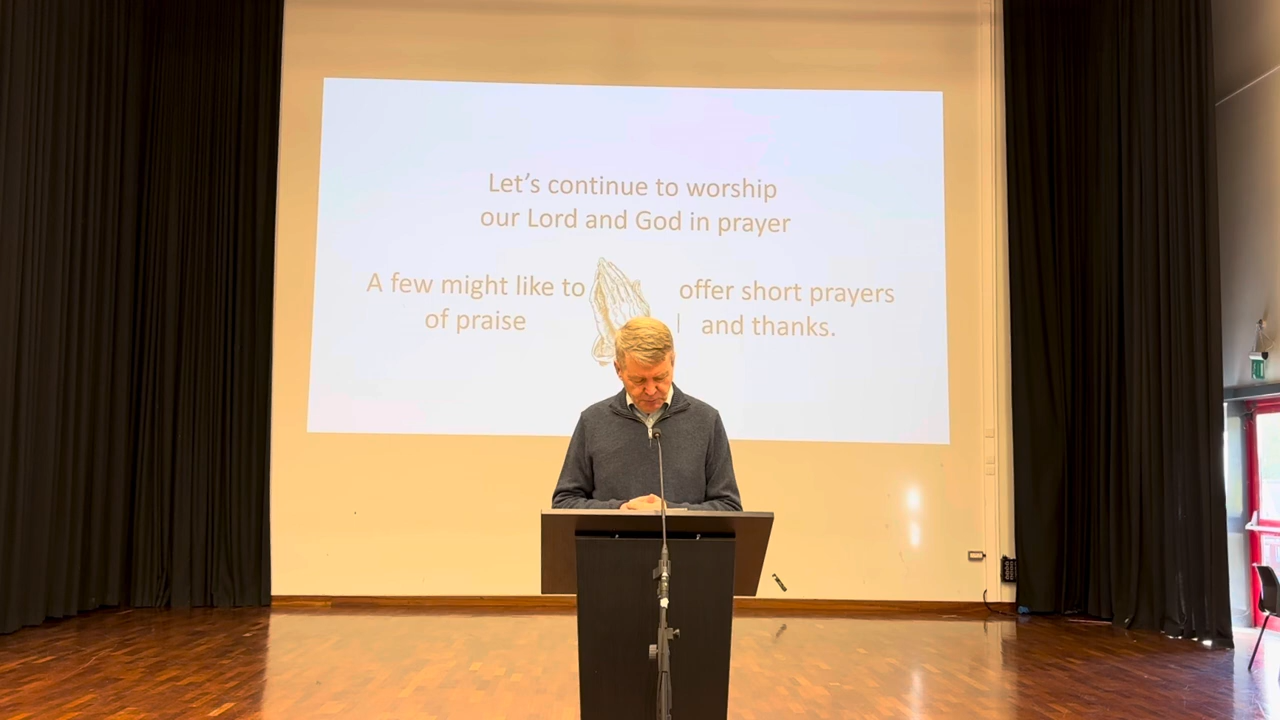 Let's continue to worship
our Lord and God in prayer
A few might like to offer short prayers
of praise and thanks.